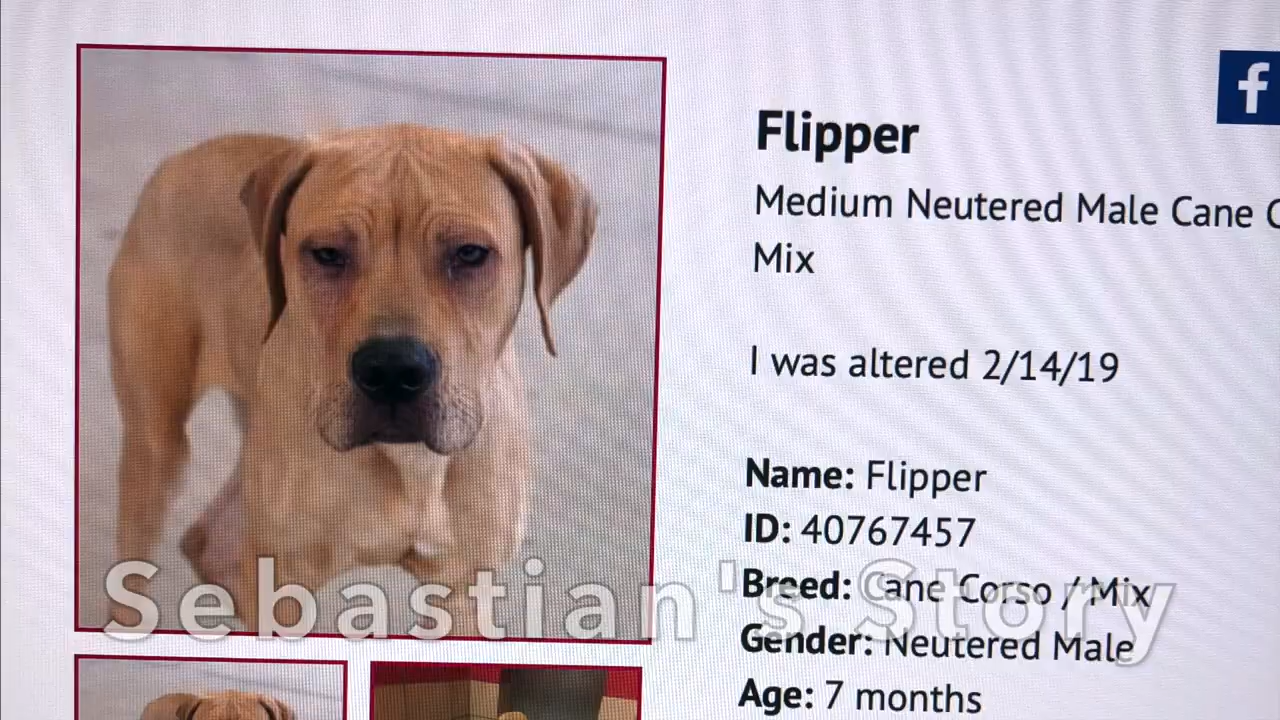 Flipper
Medium Neutered Male Cane
Mix
I was altered 2/14/19
Name: Flipper
ID: 40767457
Breed: Cane Corso / Mix
Gender: Neutered Male
Age: 7 months
Sebastian's Story
f